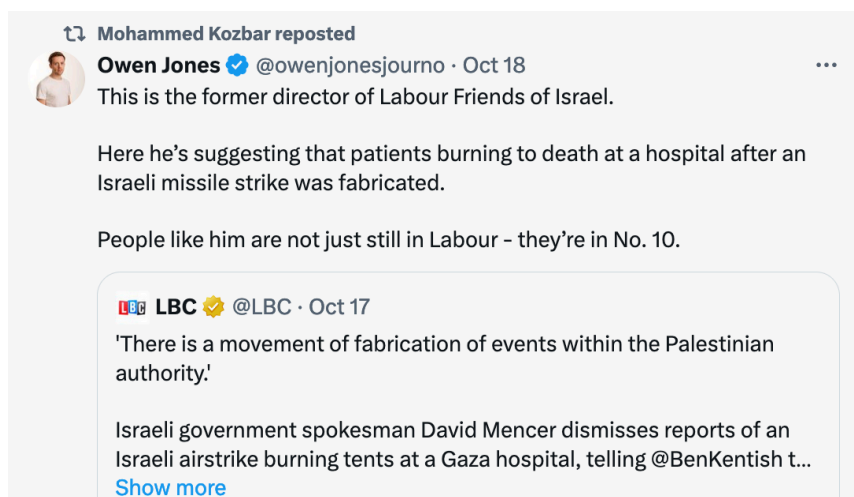 Mohammed Kozbar reposted
Owen Jones @owenjonesjourno · Oct 18
This is the former director of Labour Friends of Israel.
Here he’s suggesting that patients burning to death at a hospital after an
Israeli missile strike was fabricated.
People like him are not just still in Labour - they’re in No. 10.
LBC LBC @LBC · Oct 17
'There is a movement of fabrication of events within the Palestinian
authority.'
Israeli government spokesman David Mencer dismisses reports of an
Israeli airstrike burning tents at a Gaza hospital, telling @BenKentish t...
Show more